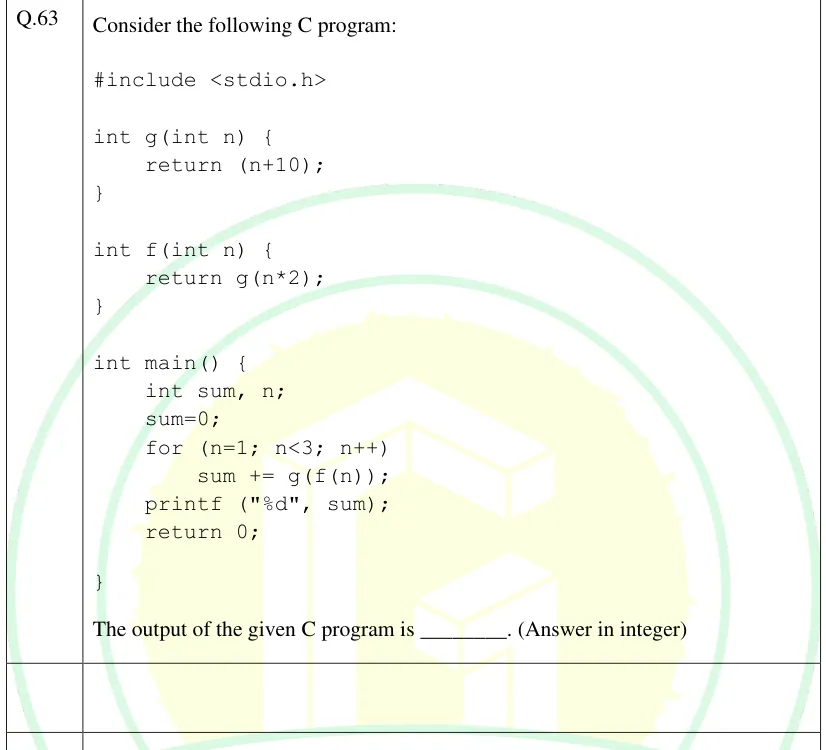 Q.63
Consider the following C program:
#include <stdio.h>
int g(int n) {
    return (n+10);
}
int f(int n) {
    return g(n*2);
}
int main() {
    int sum, n;
    sum=0;
    for (n=1; n<3; n++)
        sum += g(f(n));
    printf ("%d", sum);
    return 0;
}
The output of the given C program is ________. (Answer in integer)